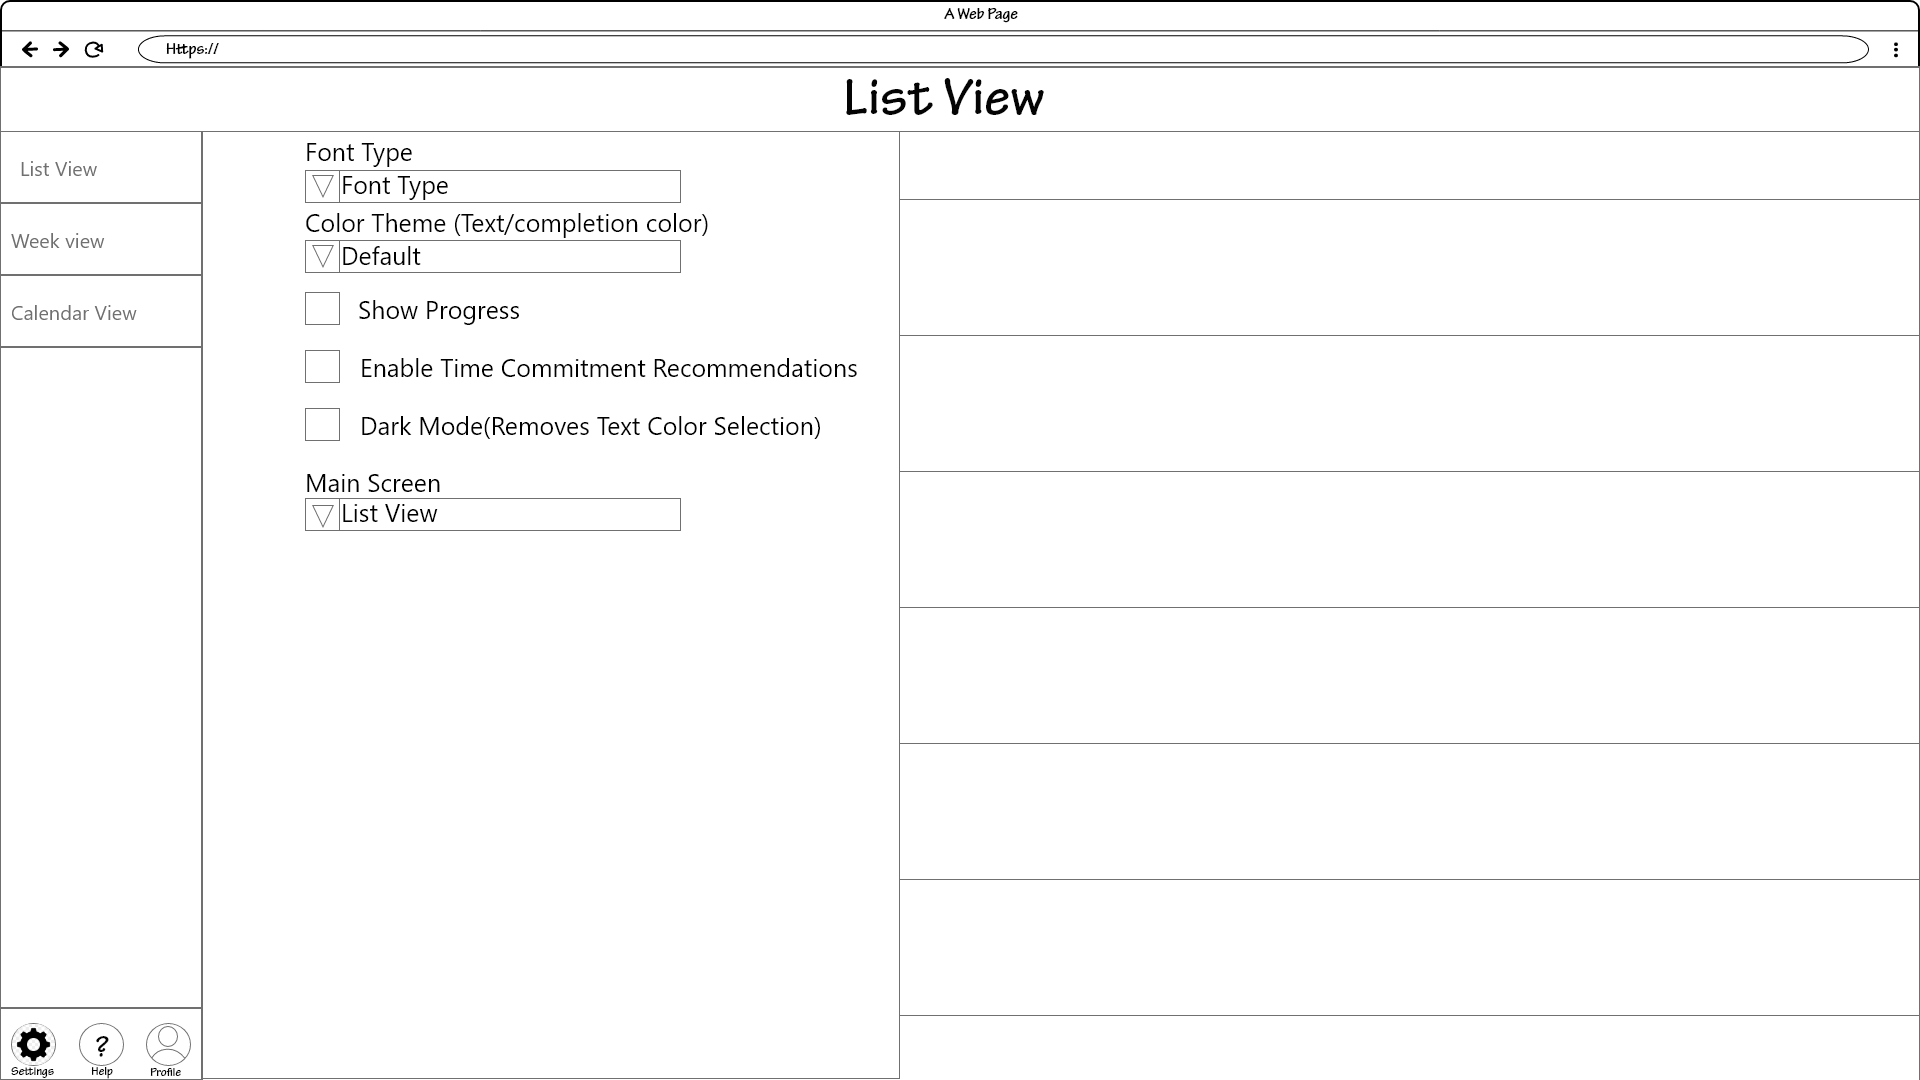 A Web Page
Https://
List View
List View
Week view
Calendar View
Font Type
Font Type
Color Theme (Text/completion color)
Default
Show Progress
Enable Time Commitment Recommendations
Dark Mode(Removes Text Color Selection)
Main Screen
List View
?
Settings
Help
Profile